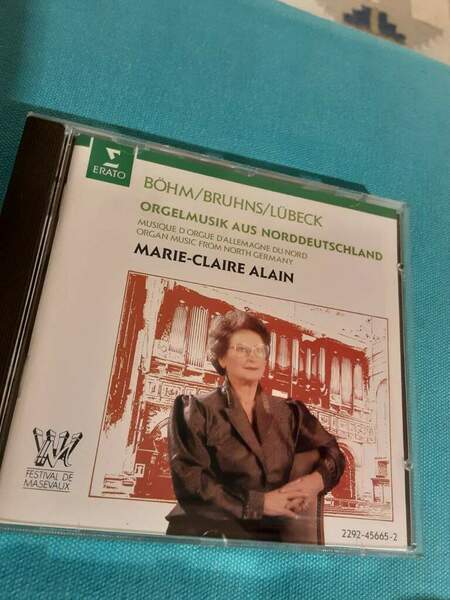 ERATO
BÖHM/BRUHNS/LÜBECK
ORGELMUSIK AUS NORDDEUTSCHLAND
MUSIQUE D'ORGUE D'ALLEMAGNE DU NORD
ORGAN MUSIC FROM NORTH GERMANY
MARIE-CLAIRE ALAIN
FESTIVAL DE
MASEVAUX
2292-45665-2